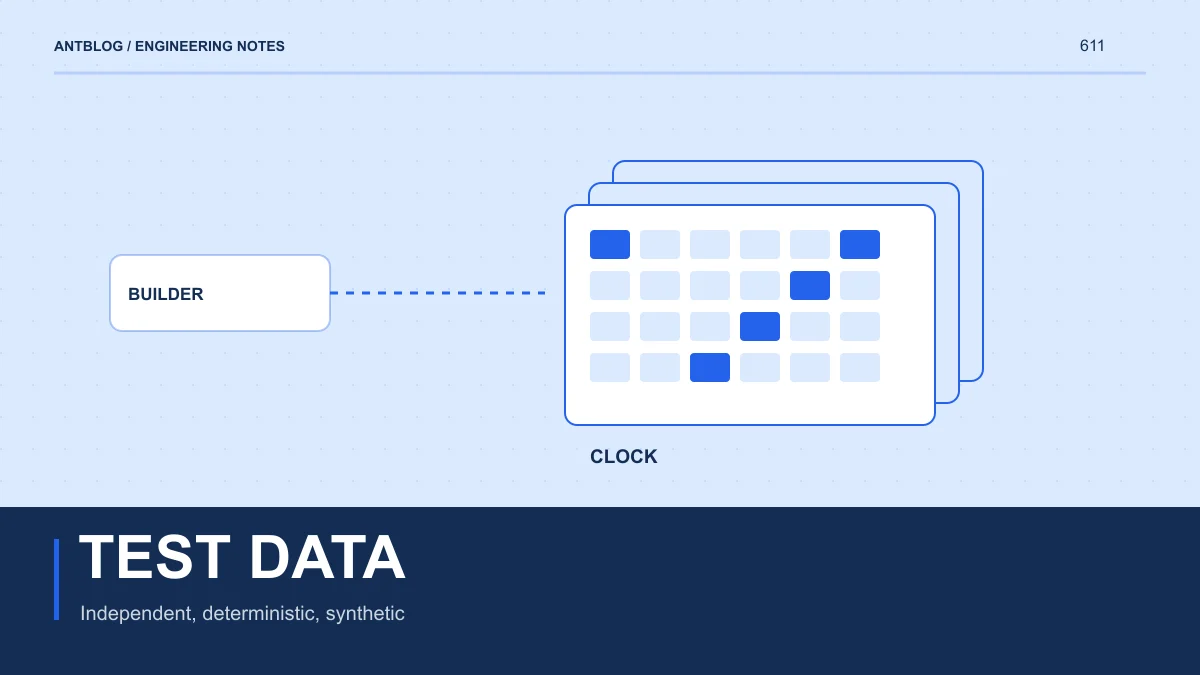 ANTBLOG / ENGINEERING NOTES
611
BUILDER
CLOCK
TEST DATA
Independent, deterministic, synthetic